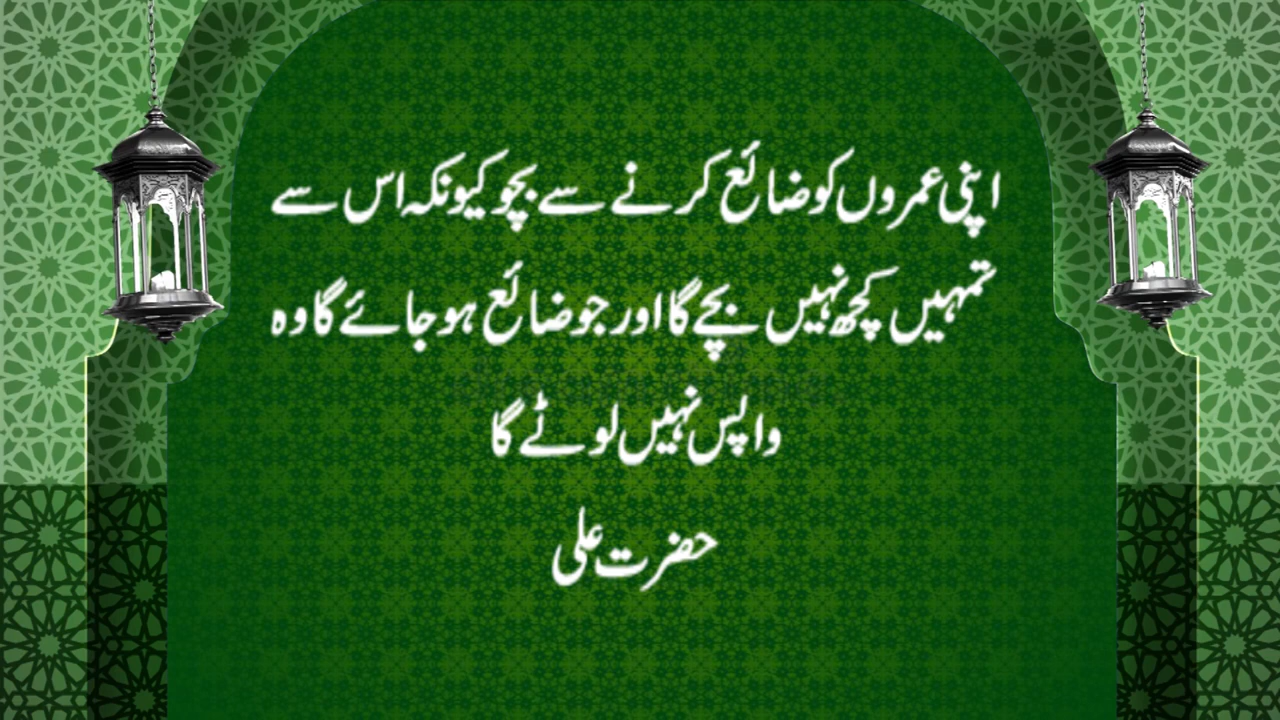 اپنی عمروں کو ضائع کرنے سے بچو کیونکہ اس سے
تمہیں کچھ نہیں بچے گا اور جو ضائع ہو جائے گا وہ
واپس نہیں لوٹے گا
حضرت علی